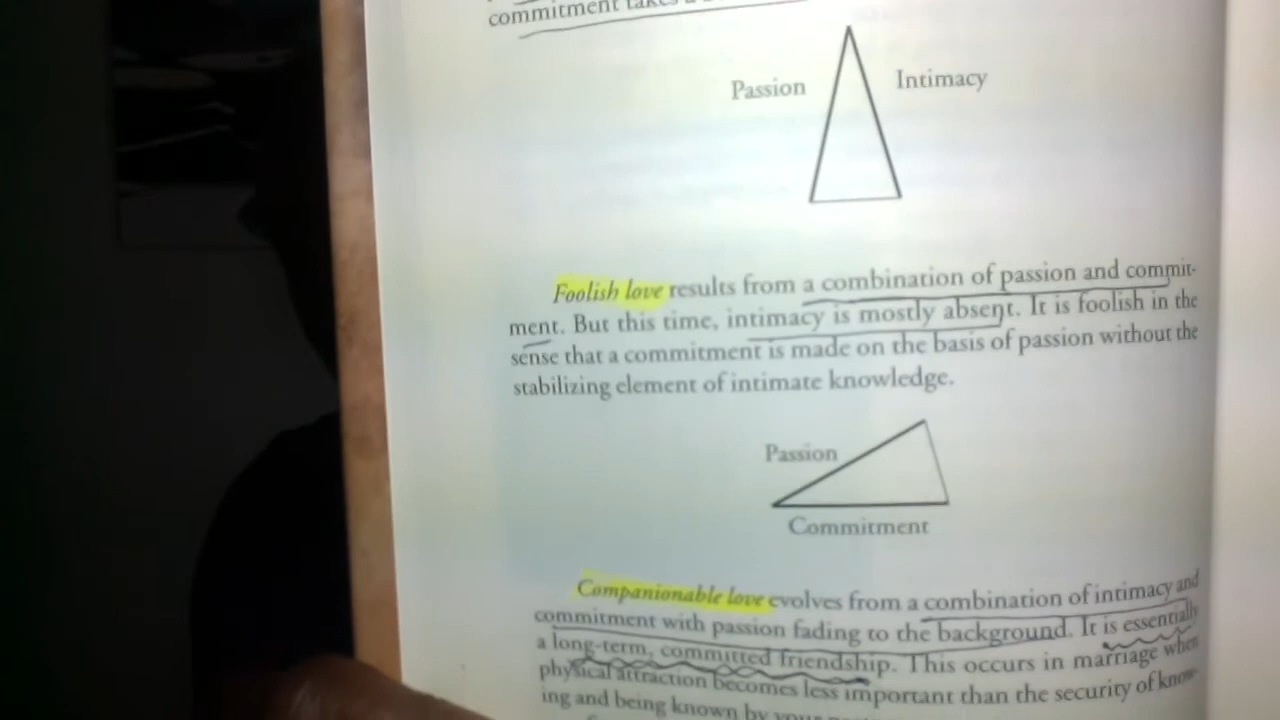 commitment takes a
Passion
Intimacy
Foolish love results from a combination of passion and commit-
ment. But this time, intimacy is mostly absent. It is foolish in the
sense that a commitment is made on the basis of passion without the
stabilizing element of intimate knowledge.
Passion
Commitment
Companionable love evolves from a combination of intimacy and
commitment with passion fading to the background. It is essentially
a long-term, committed friendship. This occurs in marriage when
physical attraction becomes less important than the security of know-
ing and being known by your